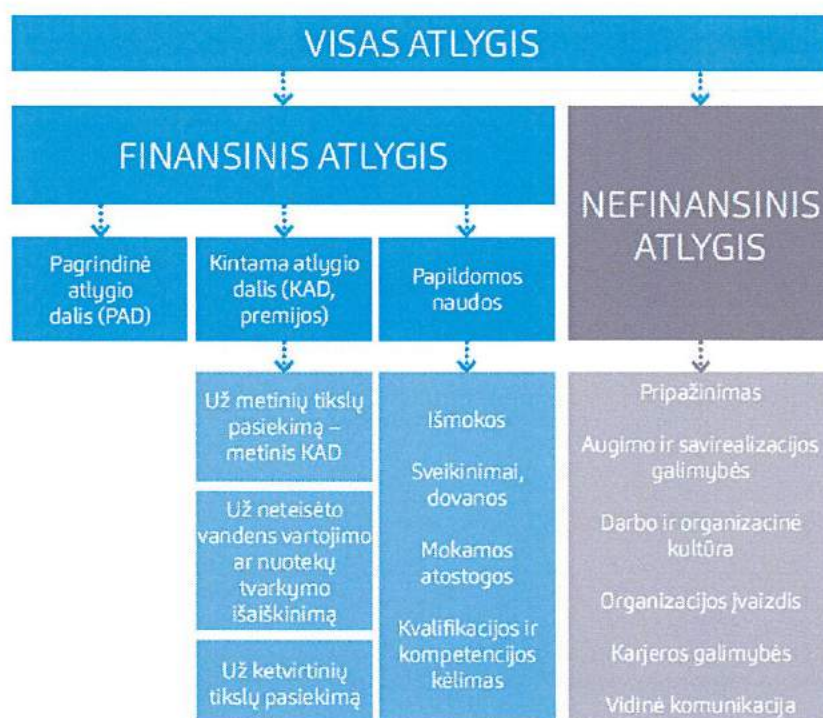 VISAS ATLYGIS
FINANSINIS ATLYGIS
NEFINANSINIS
ATLYGIS
Pagrindinė
atlygio
dalis (PAD)
Kintama atlygio
dalis (KAD,
premijos)
Papildomos
naudos
Už metinių tikslų
pasiekimą –
metinis KAD
Už neteisėto
vandens vartojimo
ar nuotekų
tvarkymo
išaiškinimą
Už ketvirtinių
tikslų pasiekimą
Išmokos
Sveikinimai,
dovanos
Mokamos
atostogos
Kvalifikacijos ir
kompetencijos
kėlimas
Pripažinimas
Augimo ir savirealizacijos
galimybės
Darbo ir organizacinė
kultūra
Organizacijos įvaizdis
Karjeros galimybės
Vidinė komunikacija